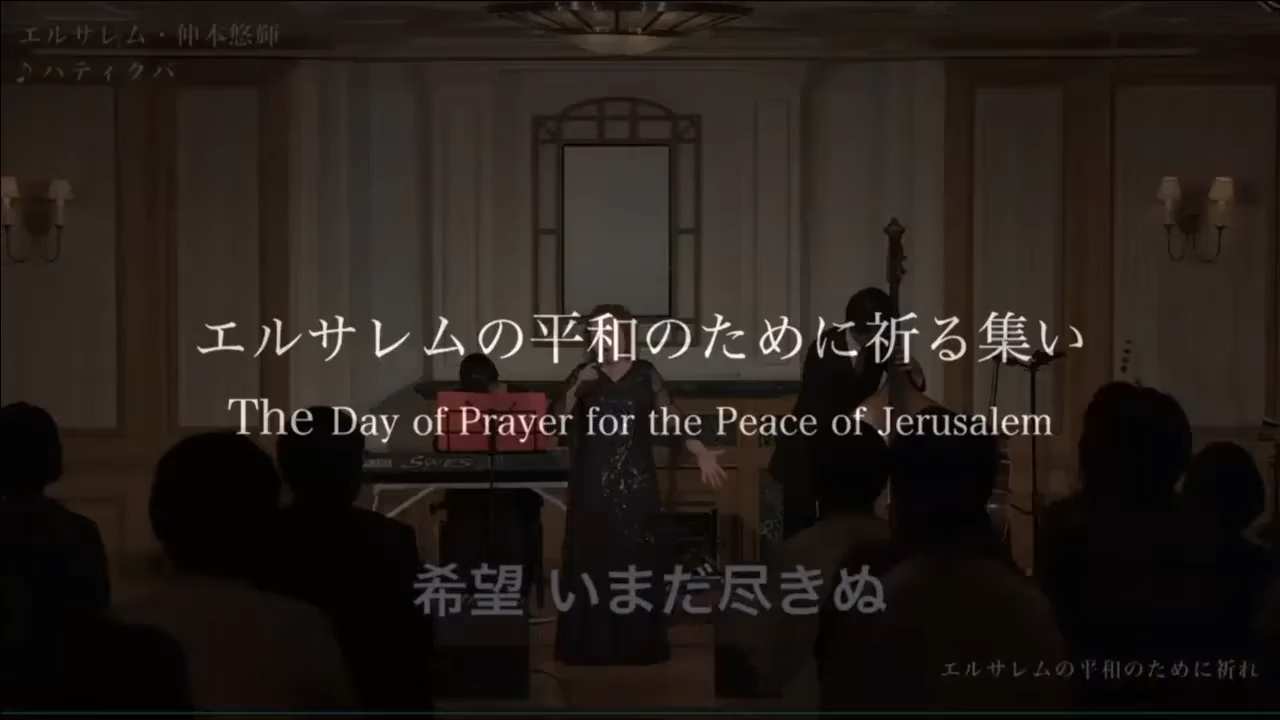 エルサレム・仲本悠輝
♪ハティクバ
エルサレムの平和のために祈る集い
The Day of Prayer for the Peace of Jerusalem
希望 いまだ尽きぬ
エルサレムの平和のために祈れ